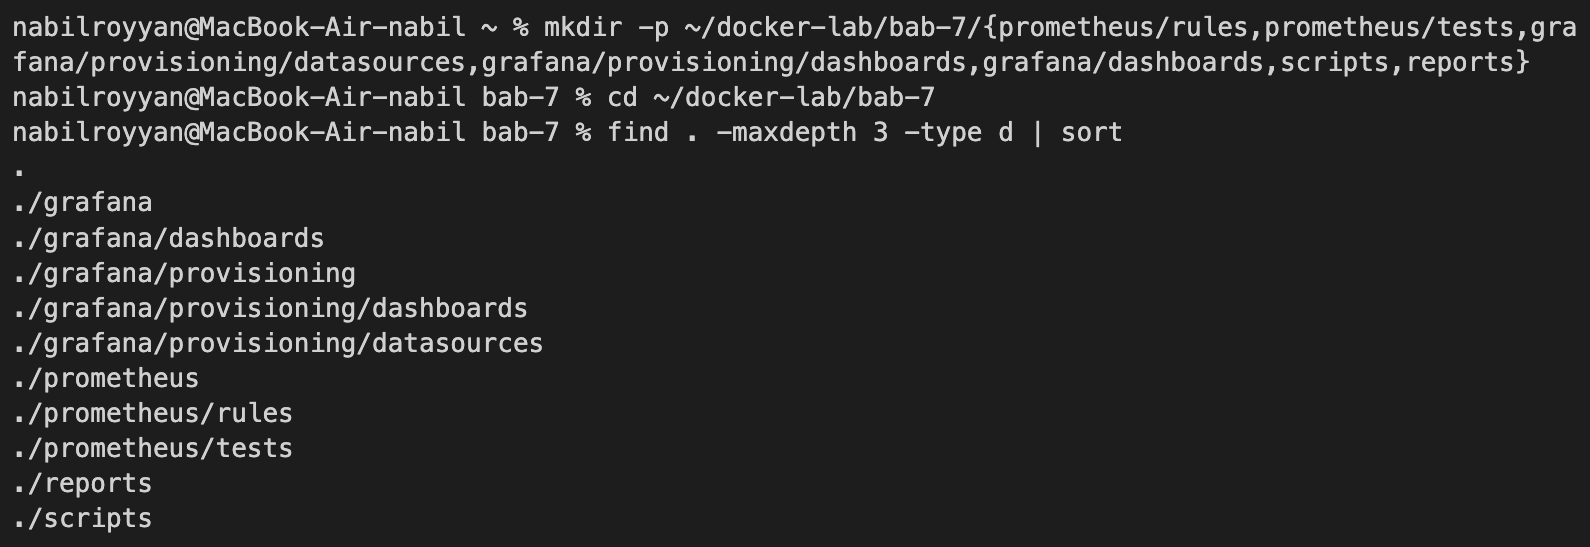 nabilroyyan@MacBook-Air-nabil ~ % mkdir -p ~/docker-lab/bab-7/{prometheus/rules,prometheus/tests,gra
fana/provisioning/datasources,grafana/provisioning/dashboards,grafana/dashboards,scripts,reports}
nabilroyyan@MacBook-Air-nabil bab-7 % cd ~/docker-lab/bab-7
nabilroyyan@MacBook-Air-nabil bab-7 % find . -maxdepth 3 -type d | sort
.
./grafana
./grafana/dashboards
./grafana/provisioning
./grafana/provisioning/dashboards
./grafana/provisioning/datasources
./prometheus
./prometheus/rules
./prometheus/tests
./reports
./scripts